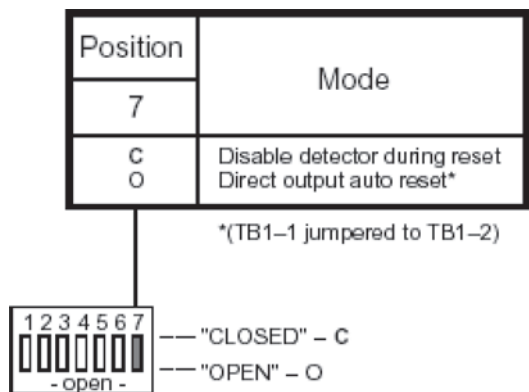 Position
Mode
7
C Disable detector during reset
O Direct output auto reset*
*(TB1–1 jumpered to TB1–2)
1 2 3 4 5 6 7
"CLOSED" – C
"OPEN" – O
- open -